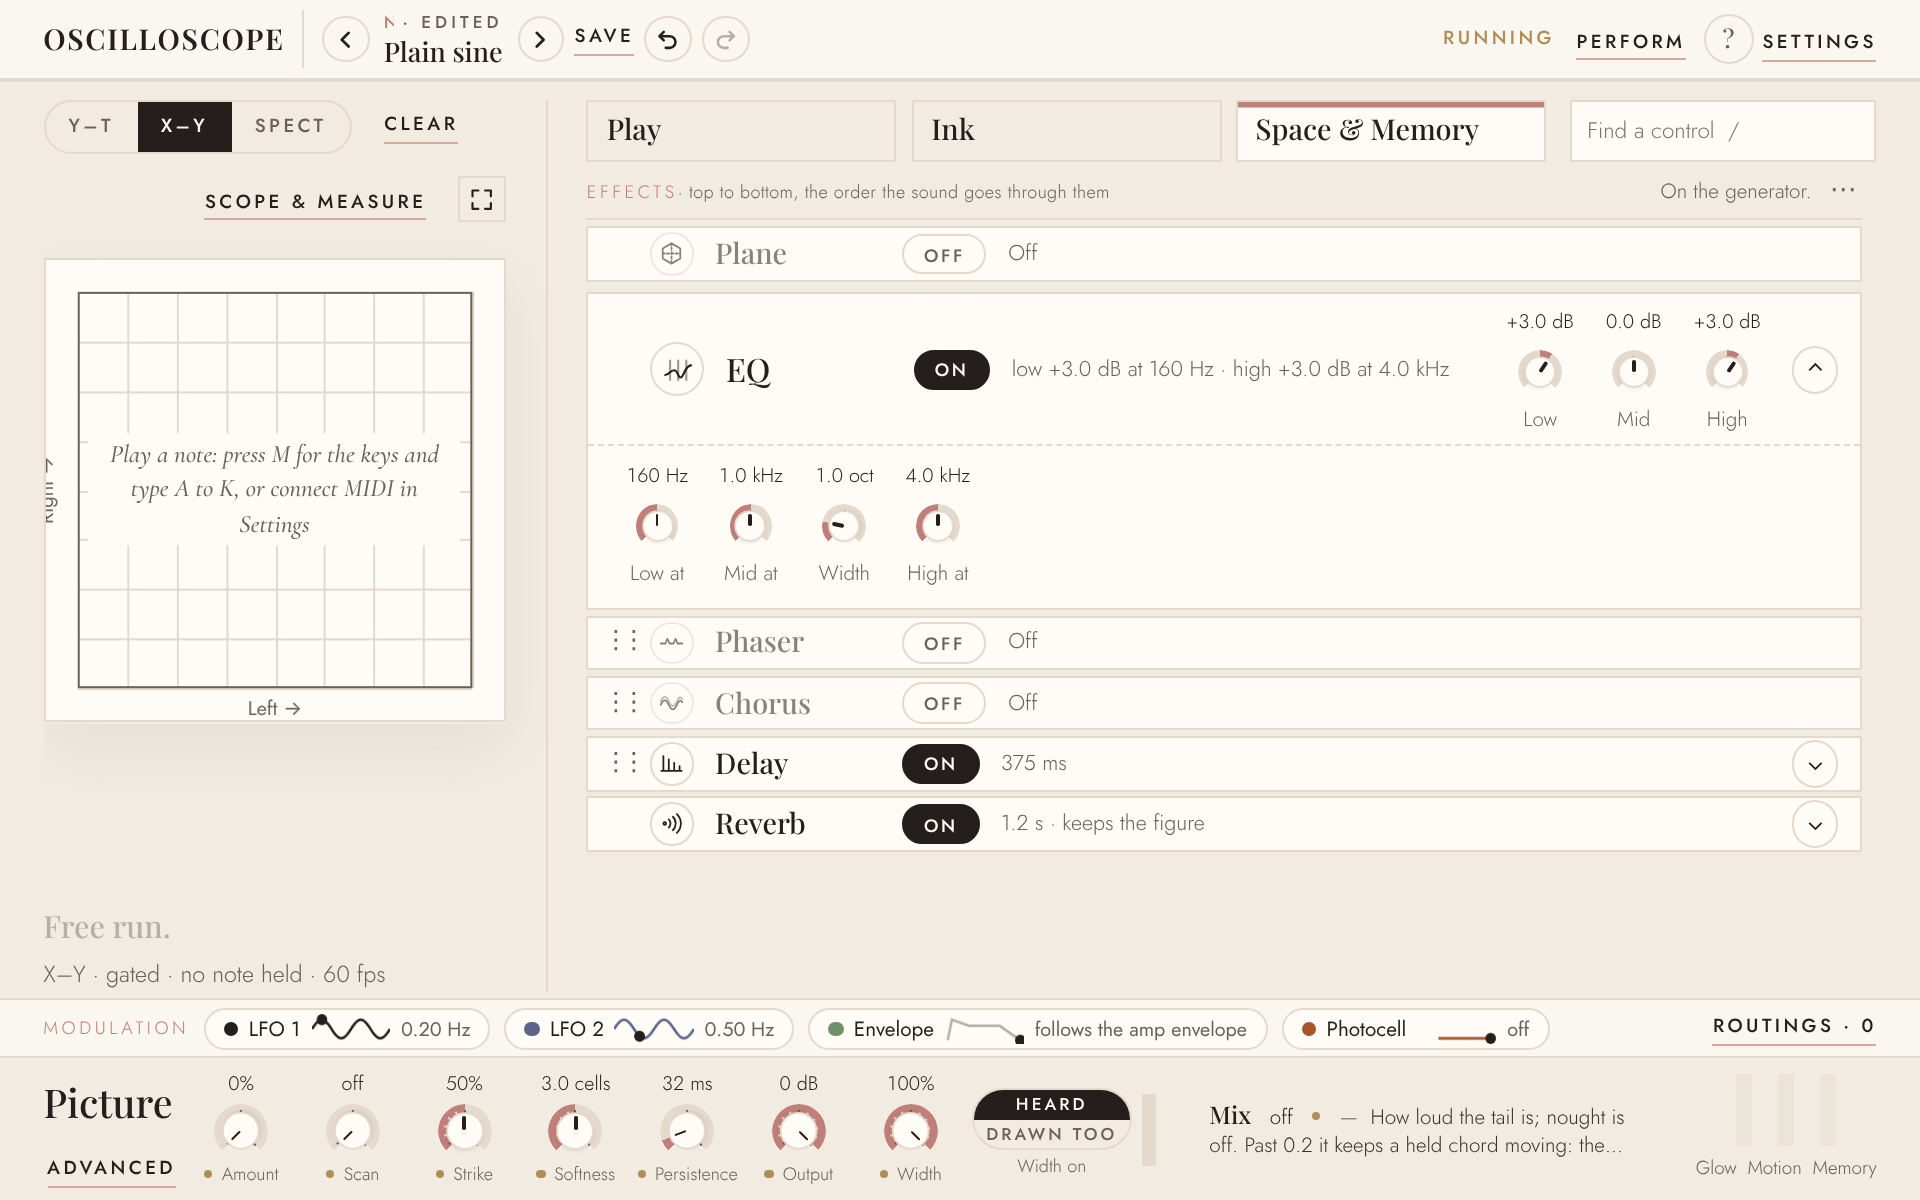 OSCILLOSCOPE
N · EDITED
Plain sine
SAVE
RUNNING
PERFORM
?
SETTINGS
Y–T
X–Y
SPECT
CLEAR
SCOPE & MEASURE
Play a note: press M for the keys and
type A to K, or connect MIDI in
Settings
Right →
Left →
Free run.
X–Y · gated · no note held · 60 fps
Play
Ink
Space & Memory
Find a control /
EFFECTS · top to bottom, the order the sound goes through them
On the generator. ···
Plane
OFF
Off
EQ
ON
low +3.0 dB at 160 Hz · high +3.0 dB at 4.0 kHz
+3.0 dB
0.0 dB
+3.0 dB
Low
Mid
High
160 Hz
1.0 kHz
1.0 oct
4.0 kHz
Low at
Mid at
Width
High at
Phaser
OFF
Off
Chorus
OFF
Off
Delay
ON
375 ms
Reverb
ON
1.2 s · keeps the figure
MODULATION
LFO 1
0.20 Hz
LFO 2
0.50 Hz
Envelope
follows the amp envelope
Photocell
off
ROUTINGS · 0
Picture
ADVANCED
0%
off
50%
3.0 cells
32 ms
0 dB
100%
Amount
Scan
Strike
Softness
Persistence
Output
Width
HEARD
DRAWN TOO
Width on
Mix off — How loud the tail is; nought is
off. Past 0.2 it keeps a held chord moving: the...
Glow
Motion
Memory